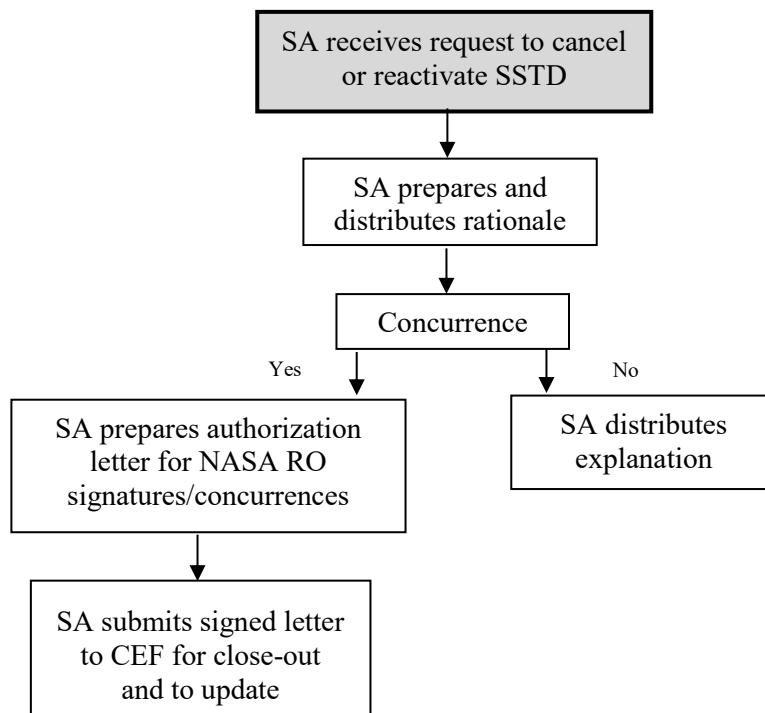 SA receives request to cancel
or reactivate SSTD
SA prepares and
distributes rationale
Concurrence
Yes
No
SA prepares authorization
letter for NASA RO
signatures/concurrences
SA distributes
explanation
SA submits signed letter
to CEF for close-out
and to update